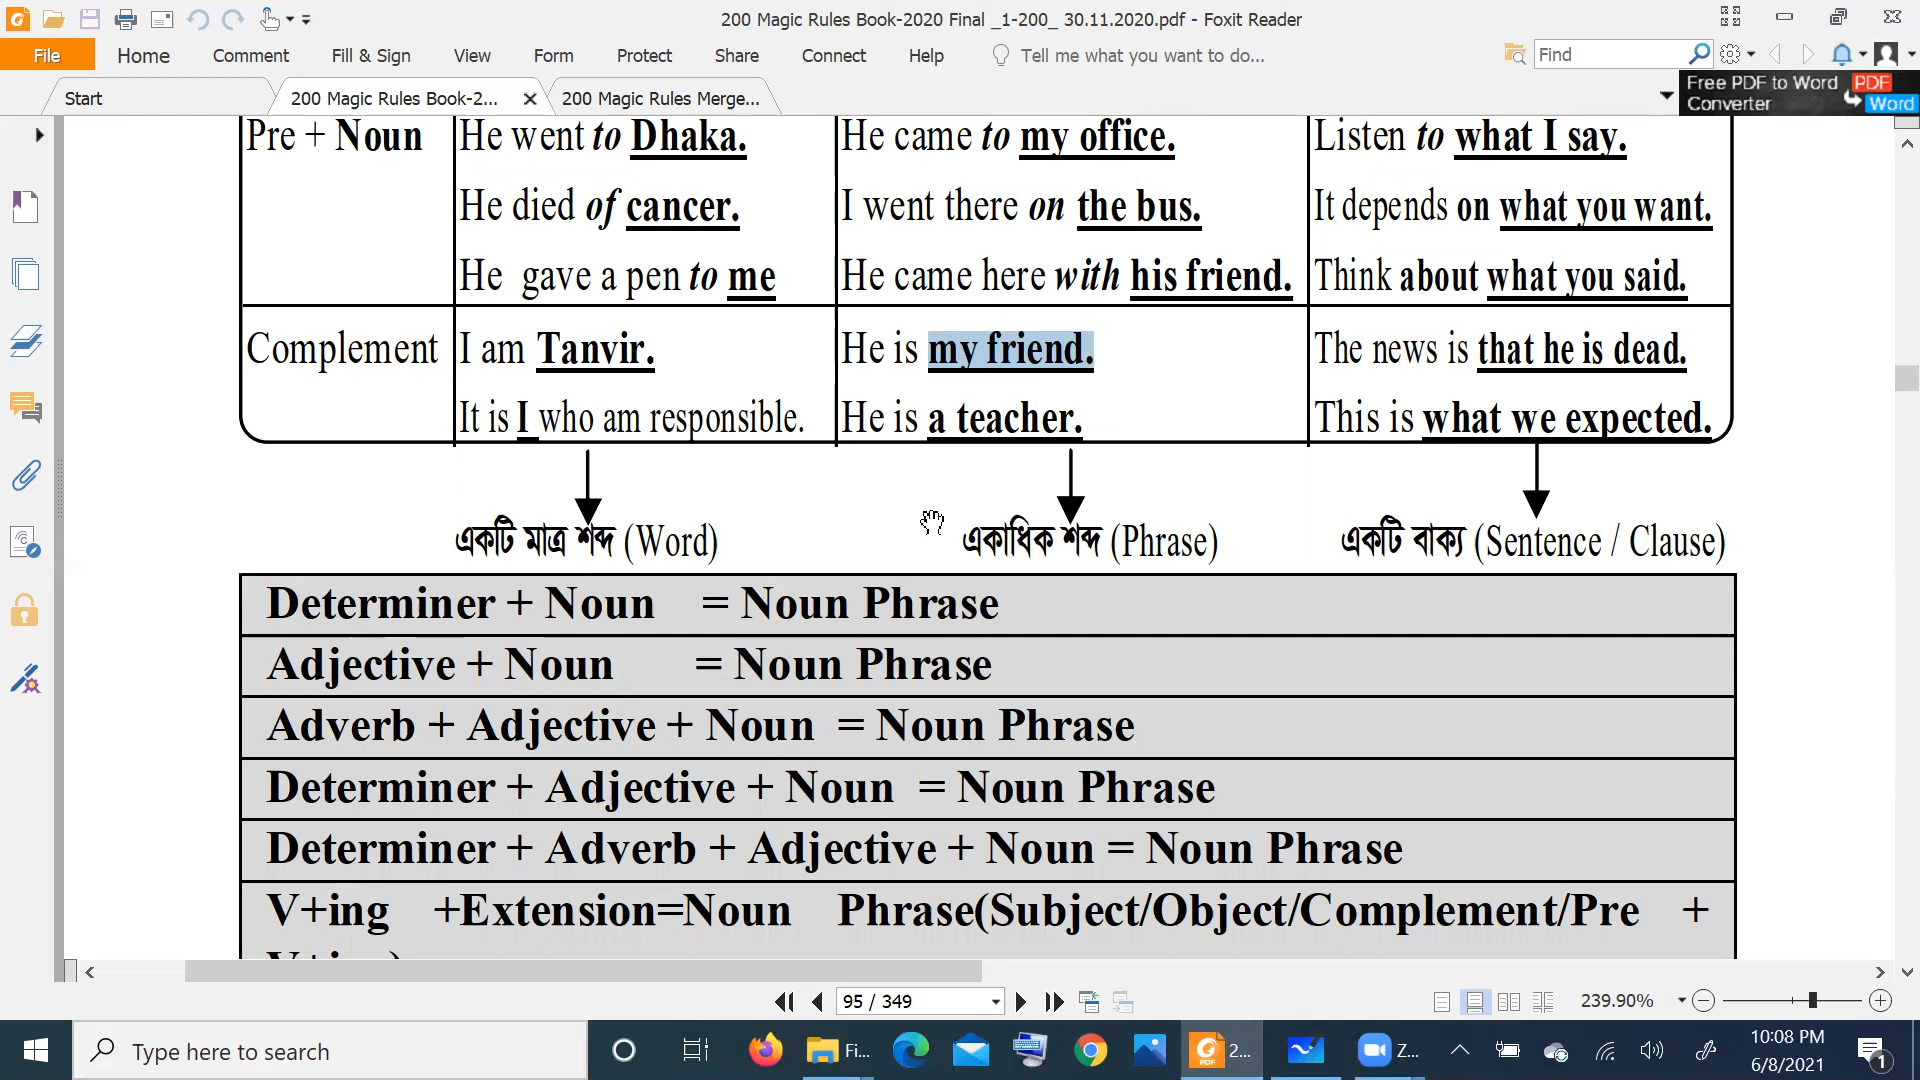 200 Magic Rules Book-2020 Final _1-200_ 30.11.2020.pdf - Foxit Reader
File Home Comment Fill & Sign View Form Protect Share Connect Help Tell me what you want to do... Find
Start 200 Magic Rules Book-2... 200 Magic Rules Merge...
Free PDF to Word Converter PDF Word
Pre + Noun He went to Dhaka. He came to my office. Listen to what I say.
He died of cancer. I went there on the bus. It depends on what you want.
He gave a pen to me He came here with his friend. Think about what you said.
Complement I am Tanvir. He is my friend. The news is that he is dead.
It is I who am responsible. He is a teacher. This is what we expected.
একটি মাত্র শব্দ (Word) একাধিক শব্দ (Phrase) একটি বাক্য (Sentence / Clause)
Determiner + Noun = Noun Phrase
Adjective + Noun = Noun Phrase
Adverb + Adjective + Noun = Noun Phrase
Determiner + Adjective + Noun = Noun Phrase
Determiner + Adverb + Adjective + Noun = Noun Phrase
V+ing +Extension=Noun Phrase(Subject/Object/Complement/Pre +
95 / 349 239.90%
Type here to search Fi... 2... Z... 10:08 PM
6/8/2021 1